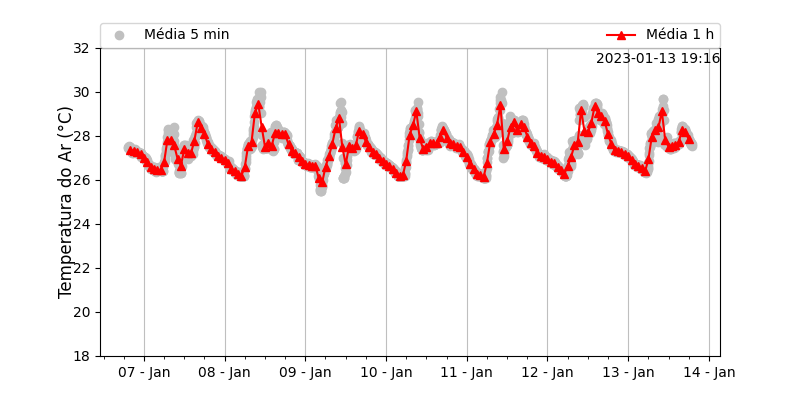 Média 5 min
Média 1 h
2023-01-13 19:16
Temperatura do Ar (°C)
32
30
28
26
24
22
20
18
07 - Jan
08 - Jan
09 - Jan
10 - Jan
11 - Jan
12 - Jan
13 - Jan
14 - Jan